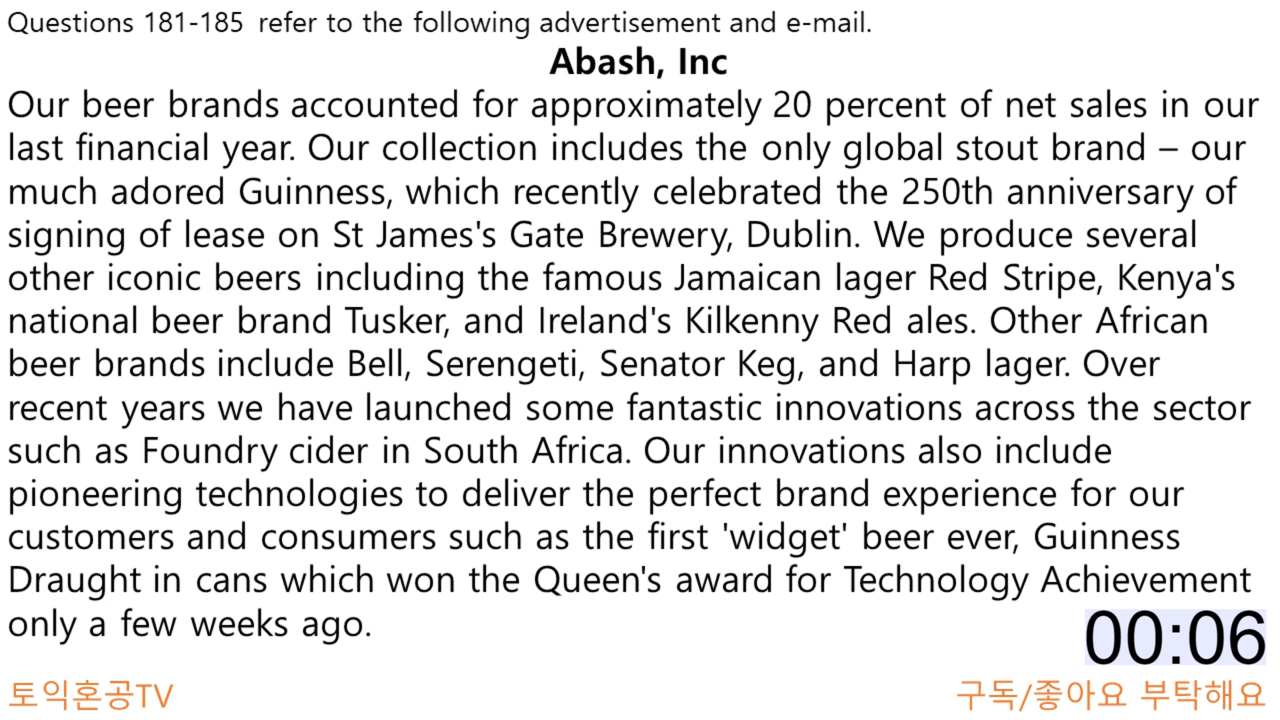 Questions 181-185 refer to the following advertisement and e-mail.
Abash, Inc
Our beer brands accounted for approximately 20 percent of net sales in our
last financial year. Our collection includes the only global stout brand – our
much adored Guinness, which recently celebrated the 250th anniversary of
signing of lease on St James's Gate Brewery, Dublin. We produce several
other iconic beers including the famous Jamaican lager Red Stripe, Kenya's
national beer brand Tusker, and Ireland's Kilkenny Red ales. Other African
beer brands include Bell, Serengeti, Senator Keg, and Harp lager. Over
recent years we have launched some fantastic innovations across the sector
such as Foundry cider in South Africa. Our innovations also include
pioneering technologies to deliver the perfect brand experience for our
customers and consumers such as the first 'widget' beer ever, Guinness
Draught in cans which won the Queen's award for Technology Achievement
only a few weeks ago.
00:06
토익혼공TV
구독/좋아요 부탁해요